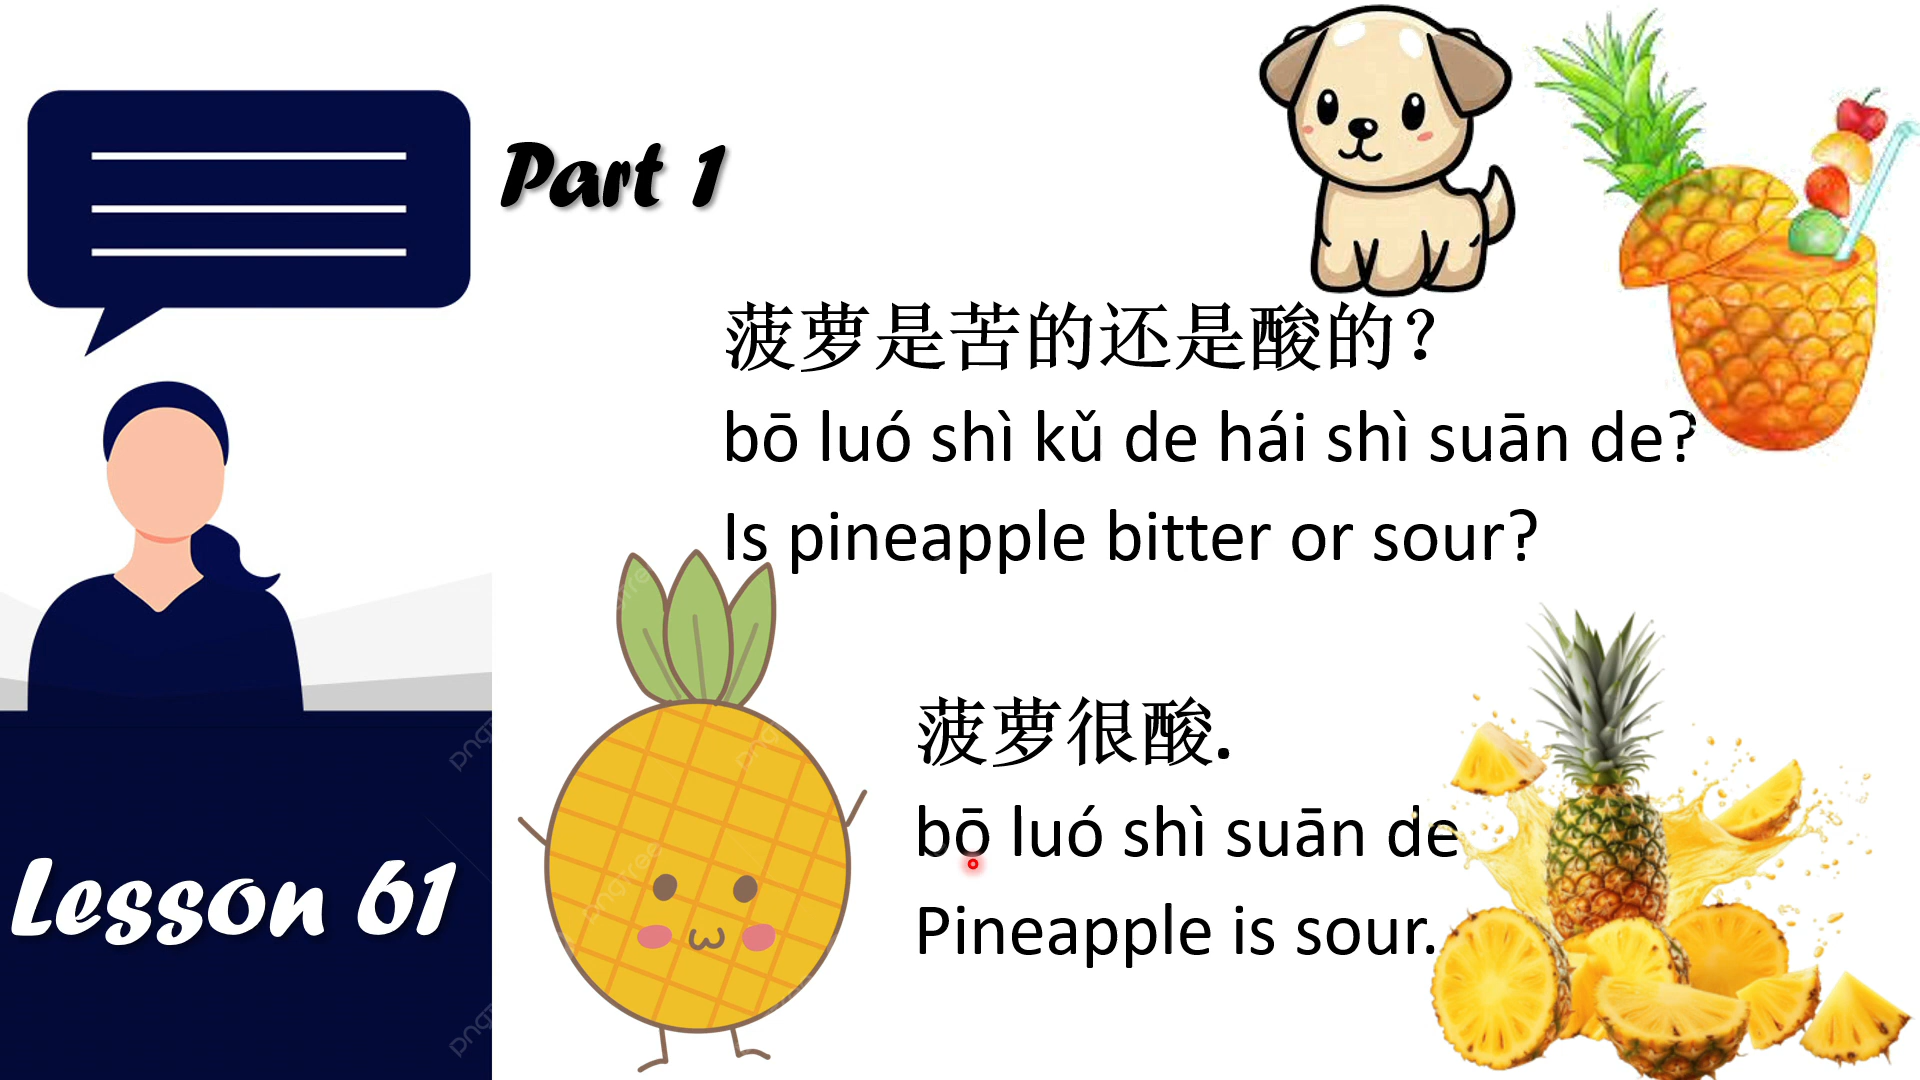 Part 1
菠萝是苦的还是酸的？
bō luó shì kǔ de hái shì suān de?
Is pineapple bitter or sour?
菠萝很酸.
bō luó shì suān de
Pineapple is sour.
Lesson 61